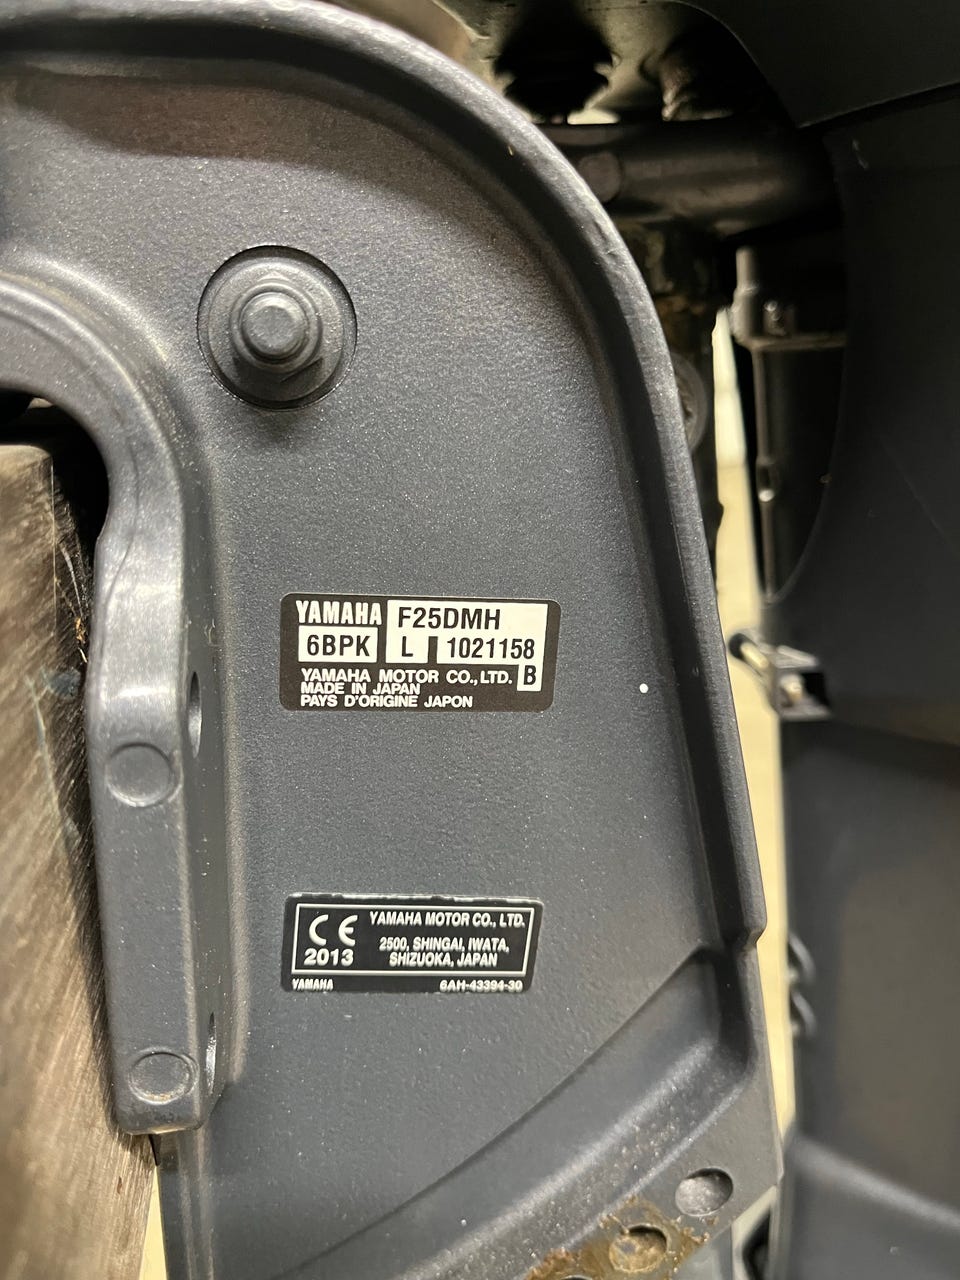 YAMAHA F25DMH
6BPK L 1021158
YAMAHA MOTOR CO.,LTD. B
MADE IN JAPAN
PAYS D'ORIGINE JAPON
CE YAMAHA MOTOR CO., LTD.
2013 2500, SHINGAI, IWATA,
SHIZUOKA, JAPAN
YAMAHA 6AH-43394-30